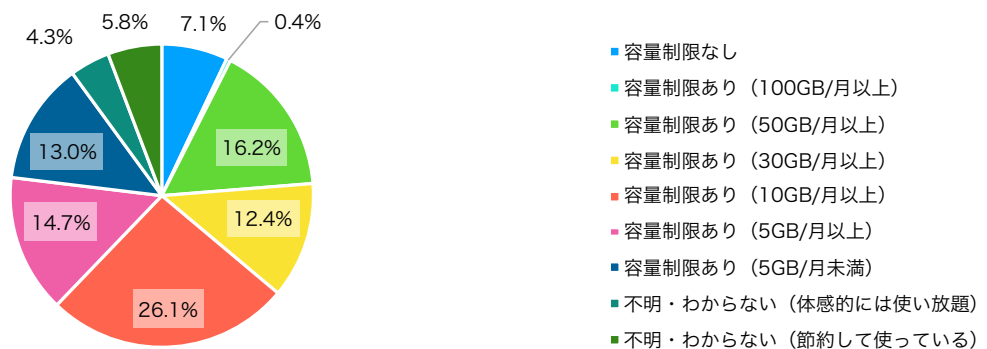 5.8%
7.1%
0.4%
4.3%
13.0%
16.2%
14.7%
12.4%
26.1%
容量制限なし
容量制限あり（100GB/月以上）
容量制限あり（50GB/月以上）
容量制限あり（30GB/月以上）
容量制限あり（10GB/月以上）
容量制限あり（5GB/月以上）
容量制限あり（5GB/月未満）
不明・わからない（体感的には使い放題）
不明・わからない（節約して使っている）